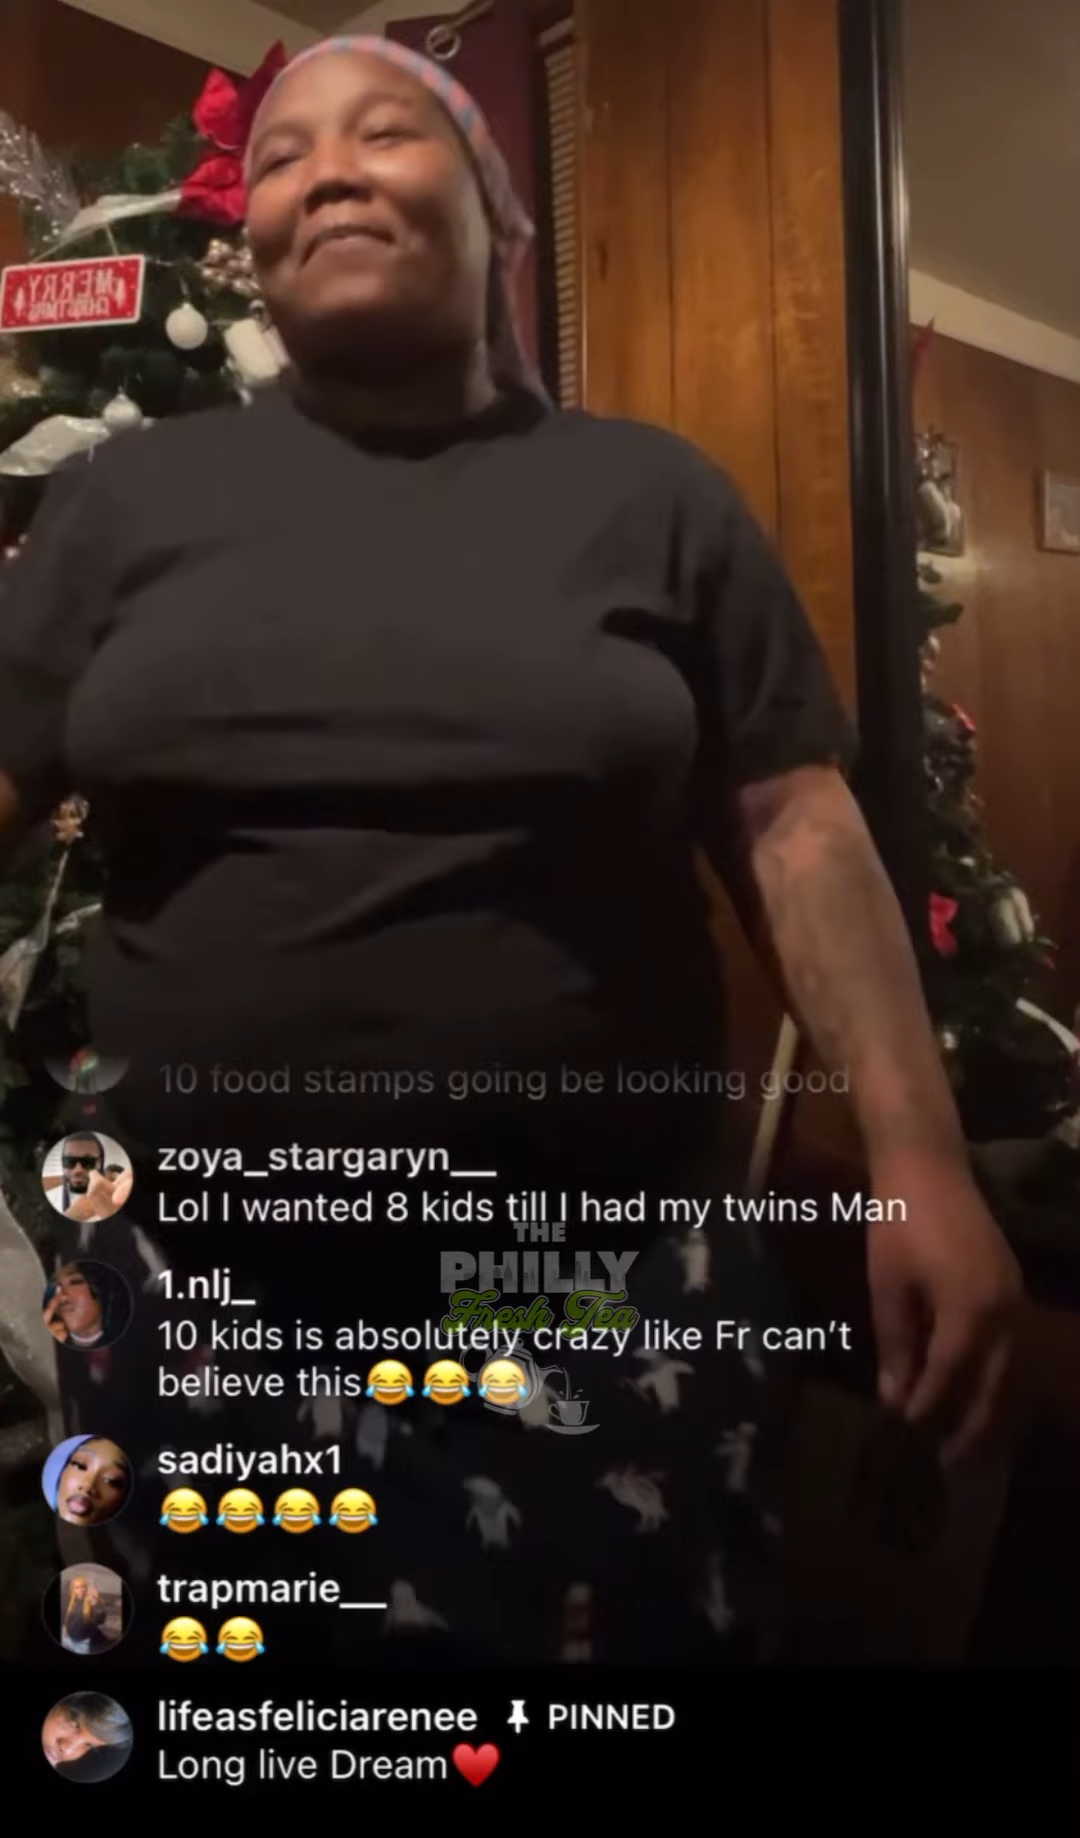 MERRY
CHRISTMAS
10 food stamps going be looking good
zoya_stargaryn__
Lol I wanted 8 kids till I had my twins Man
THE
PHILLY
Fresh Tea
1.nlj_
10 kids is absolutely crazy like Fr can't
believe this😂😂😂
sadiyahx1
😂😂😂😂
trapmarie__
😂😂
lifeasfeliciarenee 📌 PINNED
Long live Dream❤️